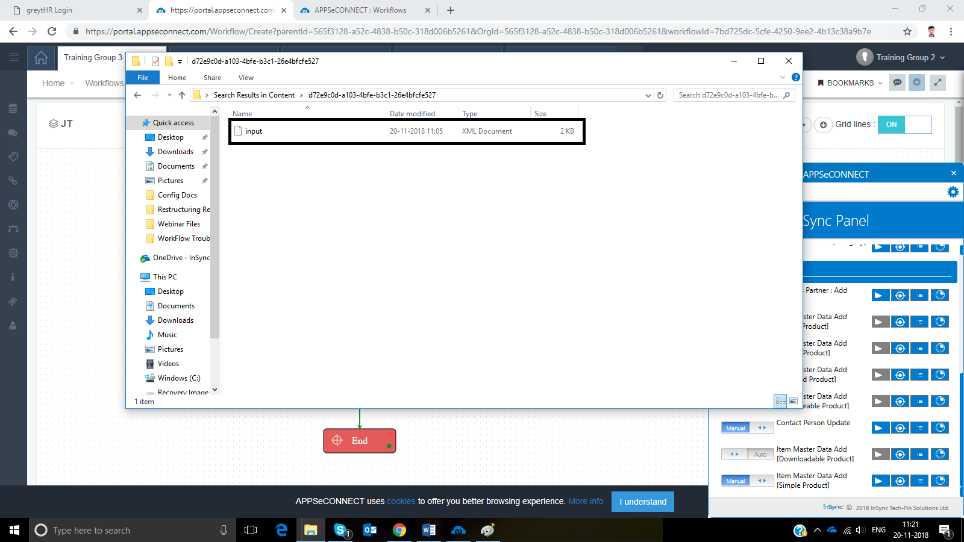 greytHR Login
https://portal.appseconnect.com
APPSeCONNECT : Workflows
https://portal.appseconnect.com/Workflow/Create?parentId=565f3128-a52c-4838-b50c-318d006b5261&OrgId=565f3128-a52c-4838-b50c-318d006b5261&workflowId=7bd725dc-5cfe-4250-9ee2-4b13c38a9b7e
Training Group 3
Training Group 2
d72e9c0d-a103-4bfe-b3c1-26e4bfcfe527
File Home Share View
Home
Workflows
BOOKMARKS
Search Results in Content > d72e9c0d-a103-4bfe-b3c1-26e4bfcfe527
Search d72e9c0d-a103-4bfe-b...
Name Date modified Type Size
JT
Grid lines :
ON
Quick access
input 20-11-2018 11:05 XML Document 2 KB
Desktop
Downloads
Documents
Pictures
Config Docs
Restructuring Re
Webinar Files
WorkFlow Troub
OneDrive - InSync
This PC
Desktop
Documents
Downloads
Music
Pictures
Videos
Windows (C:)
Recovery Image
1 item
APPSeCONNECT
Sync Panel
Partner : Add
ster Data Add
Product]
ster Data Add
Product]
ster Data Add
d Product]
ster Data Add
rable Product]
Manual
Contact Person Update
Auto
Item Master Data Add
[Downloadable Product]
Manual
Item Master Data Add
[Simple Product]
InSync © 2018 InSync Tech-Fin Solutions Ltd.
End
APPSeCONNECT uses cookies to offer you better browsing experience. More info
I understand
Type here to search
ENG
11:21
20-11-2018